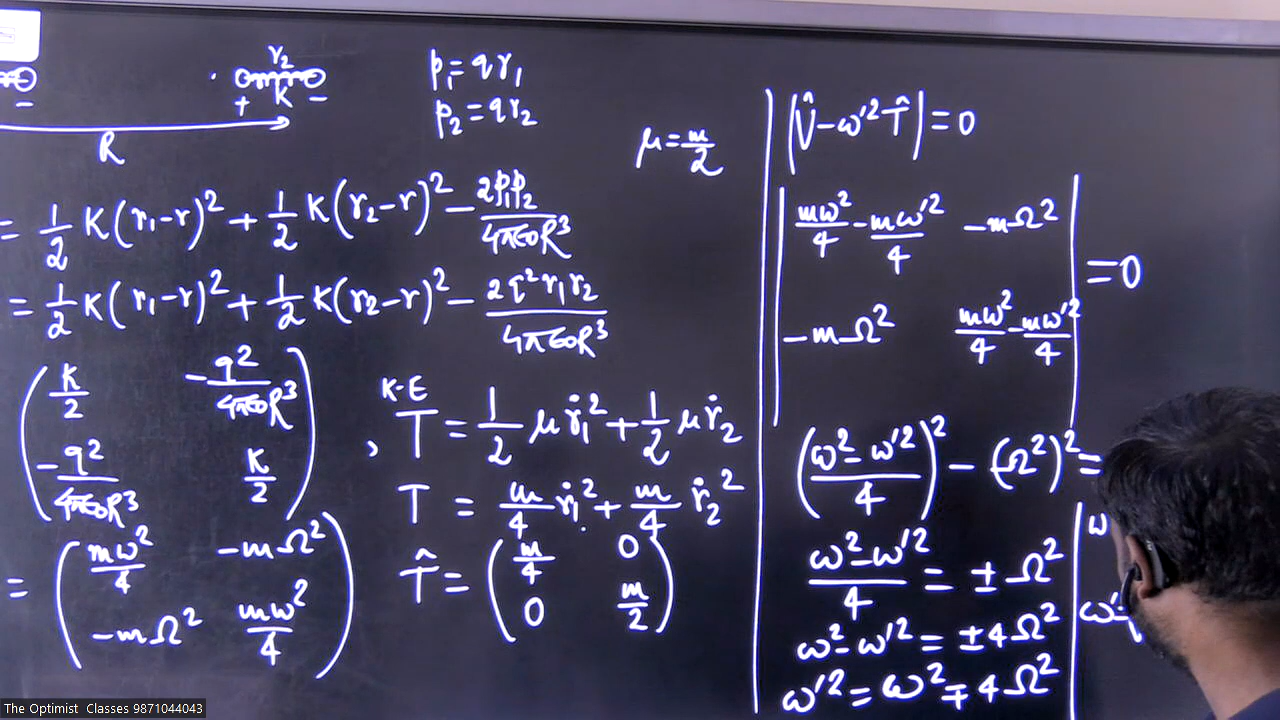 r₂
− + K −
R
p₁ = qr₁
p₂ = qr₂
μ = m/2
= 1/2 K(r₁−r)² + 1/2 K(r₂−r)² − 2p₁p₂/4πε₀R³
= 1/2 K(r₁−r)² + 1/2 K(r₂−r)² − 2q²r₁r₂/4πε₀R³
( K/2 −q²/4πε₀R³ )
( −q²/4πε₀R³ K/2 )
= ( mω²/4 −mΩ² )
( −mΩ² mω²/4 )
K-E
, T = 1/2 μṙ₁² + 1/2 μṙ₂
T = m/4 ṙ₁² + m/4 ṙ₂²
T̂ = ( m/4 0 )
( 0 m/2 )
|Û − ω'² T̂| = 0
| mω²/4 − mω'²/4 −mΩ² |
| −mΩ² mω²/4 − mω'²/4 | = 0
((ω² − ω'²)/4)² − (Ω²)² =
(ω² − ω'²)/4 = ± Ω²
ω² − ω'² = ± 4Ω²
ω'² = ω² ∓ 4Ω²
The Optimist Classes 9871044043